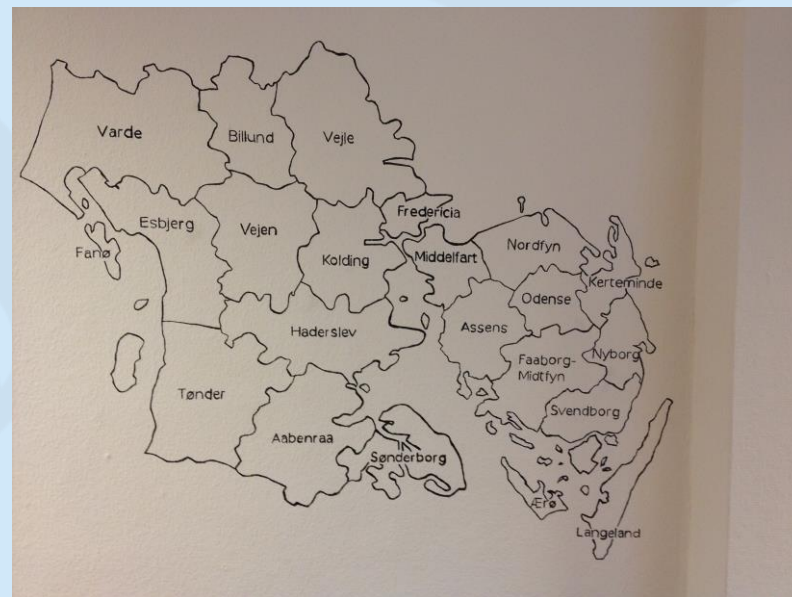 Varde
Billund
Vejle
Esbjerg
Vejen
Fredericia
Fanø
Kolding
Middelfart
Nordfyn
Kerteminde
Odense
Assens
Haderslev
Faaborg-
Midtfyn
Nyborg
Tønder
Svendborg
Aabenraa
Sønderborg
Ærø
Langeland